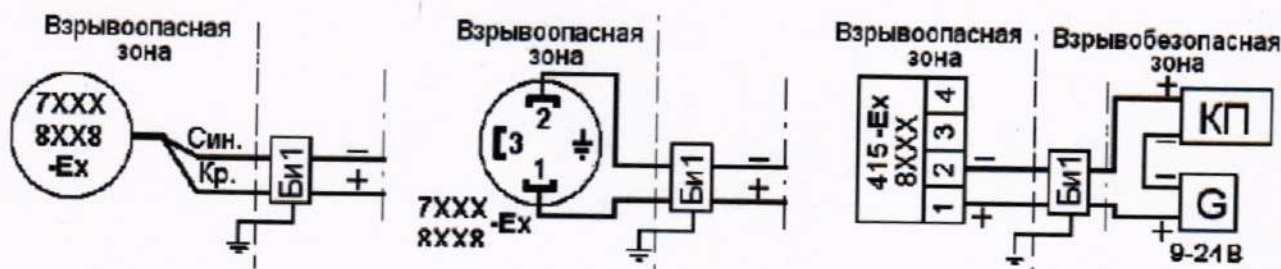 Взрывоопасная
зона
7XXX
8XX8
-Ex
Син.
Кр.
Би1
−
+
Взрывоопасная
зона
2
3
1
7XXX
8XX8
-Ex
Би1
−
+
Взрывоопасная
зона
Взрывобезопасная
зона
415-Ex
8XXX
4
3
2
1
−
+
Би1
+
КП
−
−
G
+
9-24В